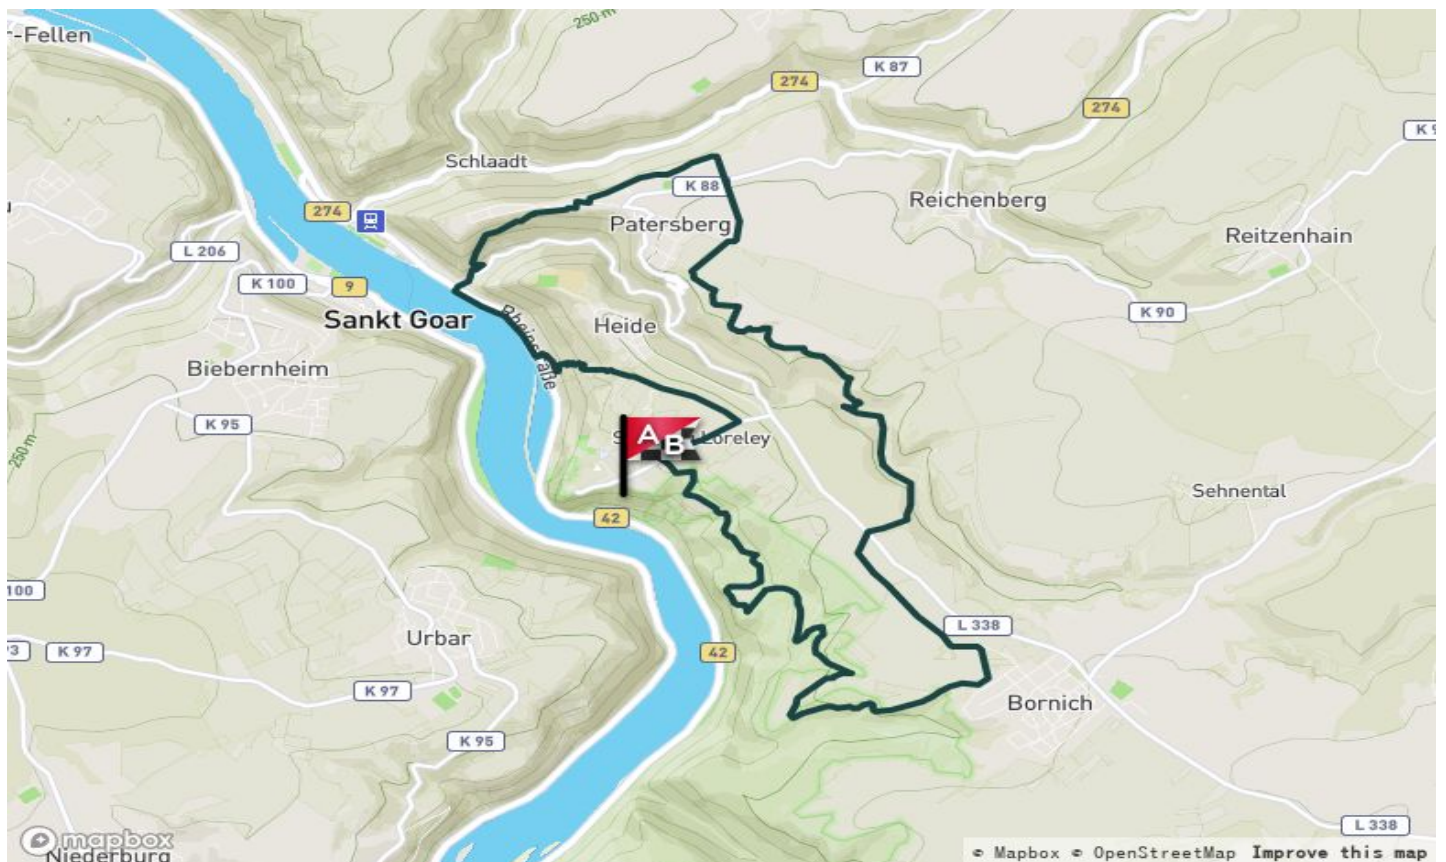 250 m
r-Fellen
K 87
274
274
K 9
Schlaadt
K 88
Reichenberg
274
Patersberg
Reitzenhain
L 206
K 100
9
K 90
Sankt Goar
Rheinstraße
Heide
Biebernheim
K 95
250 m
A
B
Loreley
Sehnental
42
100
Urbar
L 338
K 97
42
K 97
Bornich
K 95
L 338
mapbox
Niederburg
© Mapbox © OpenStreetMap Improve this map